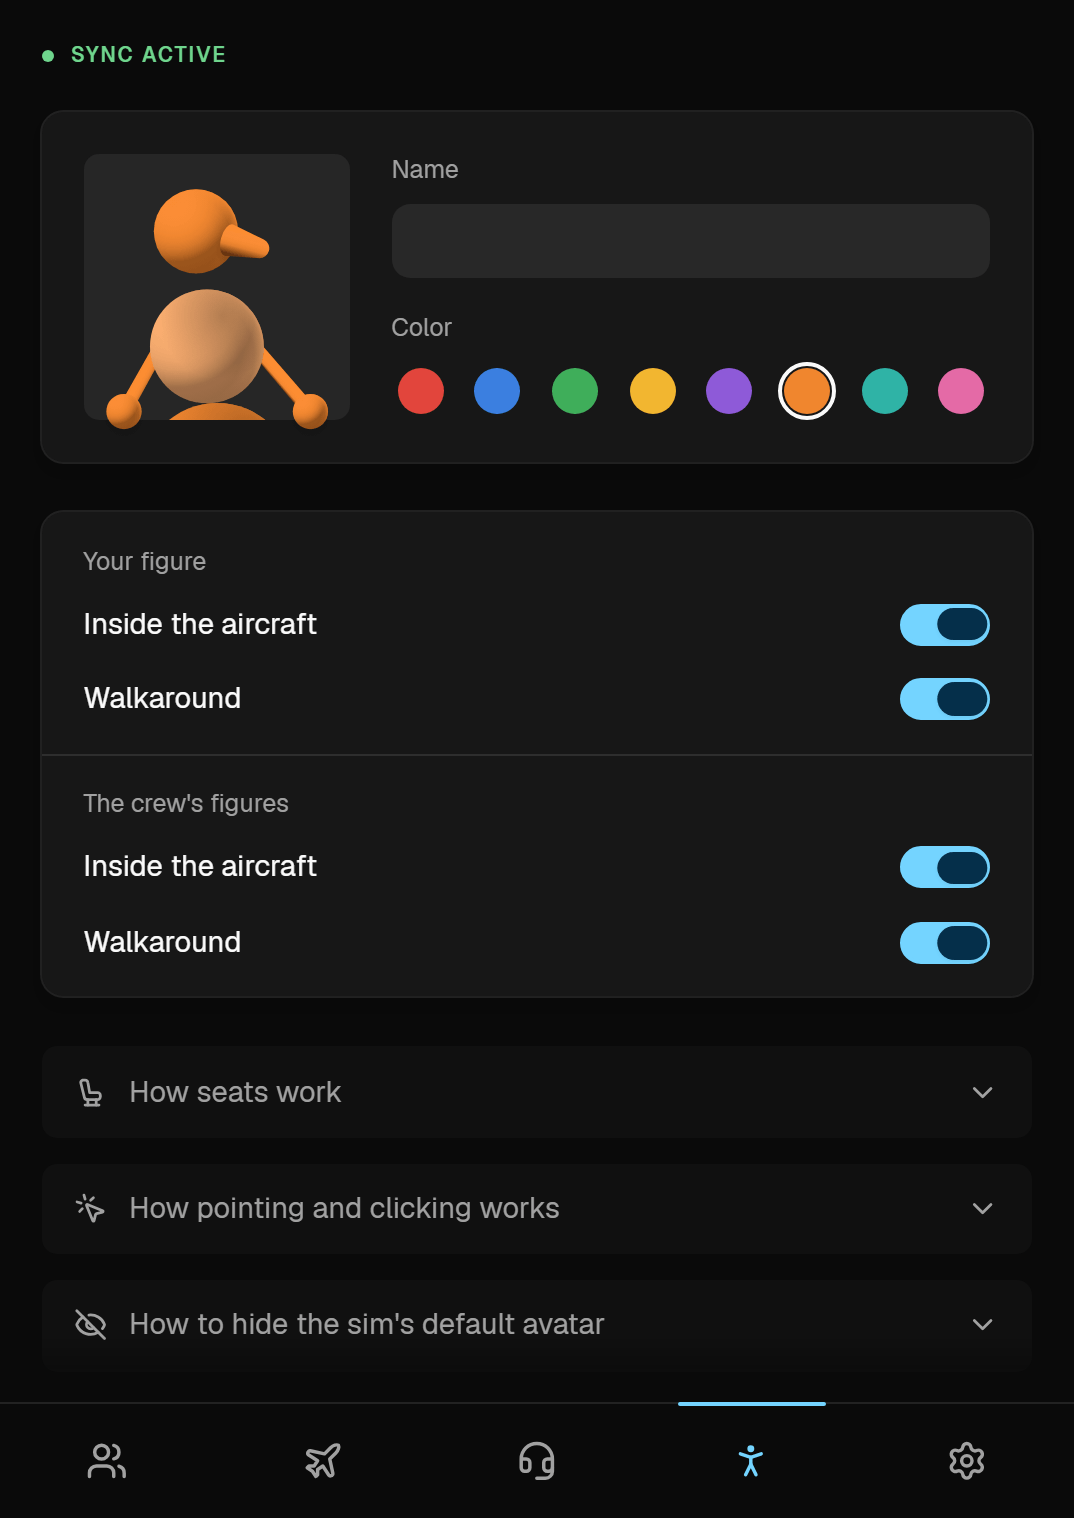 SYNC ACTIVE
Name
Color
Your figure
Inside the aircraft
Walkaround
The crew's figures
Inside the aircraft
Walkaround
How seats work
How pointing and clicking works
How to hide the sim's default avatar